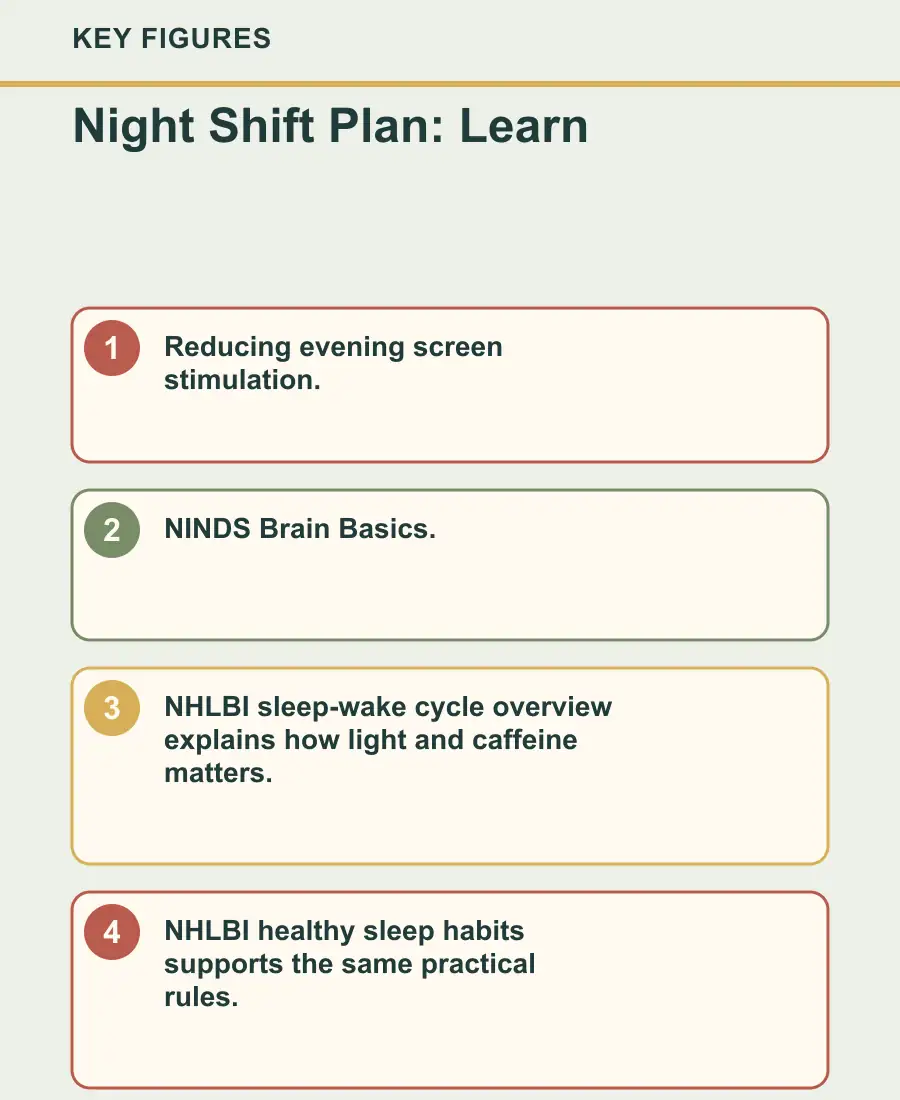 KEY FIGURES
Night Shift Plan: Learn
1
Reducing evening screen
stimulation.
2
NINDS Brain Basics.
3
NHLBI sleep-wake cycle overview
explains how light and caffeine
matters.
4
NHLBI healthy sleep habits
supports the same practical
rules.